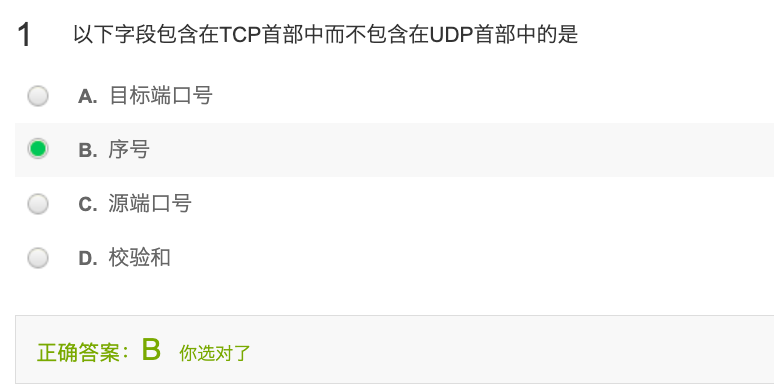 1 以下字段包含在TCP首部中而不包含在UDP首部中的是
A. 目标端口号
B. 序号
C. 源端口号
D. 校验和
正确答案：B 你选对了